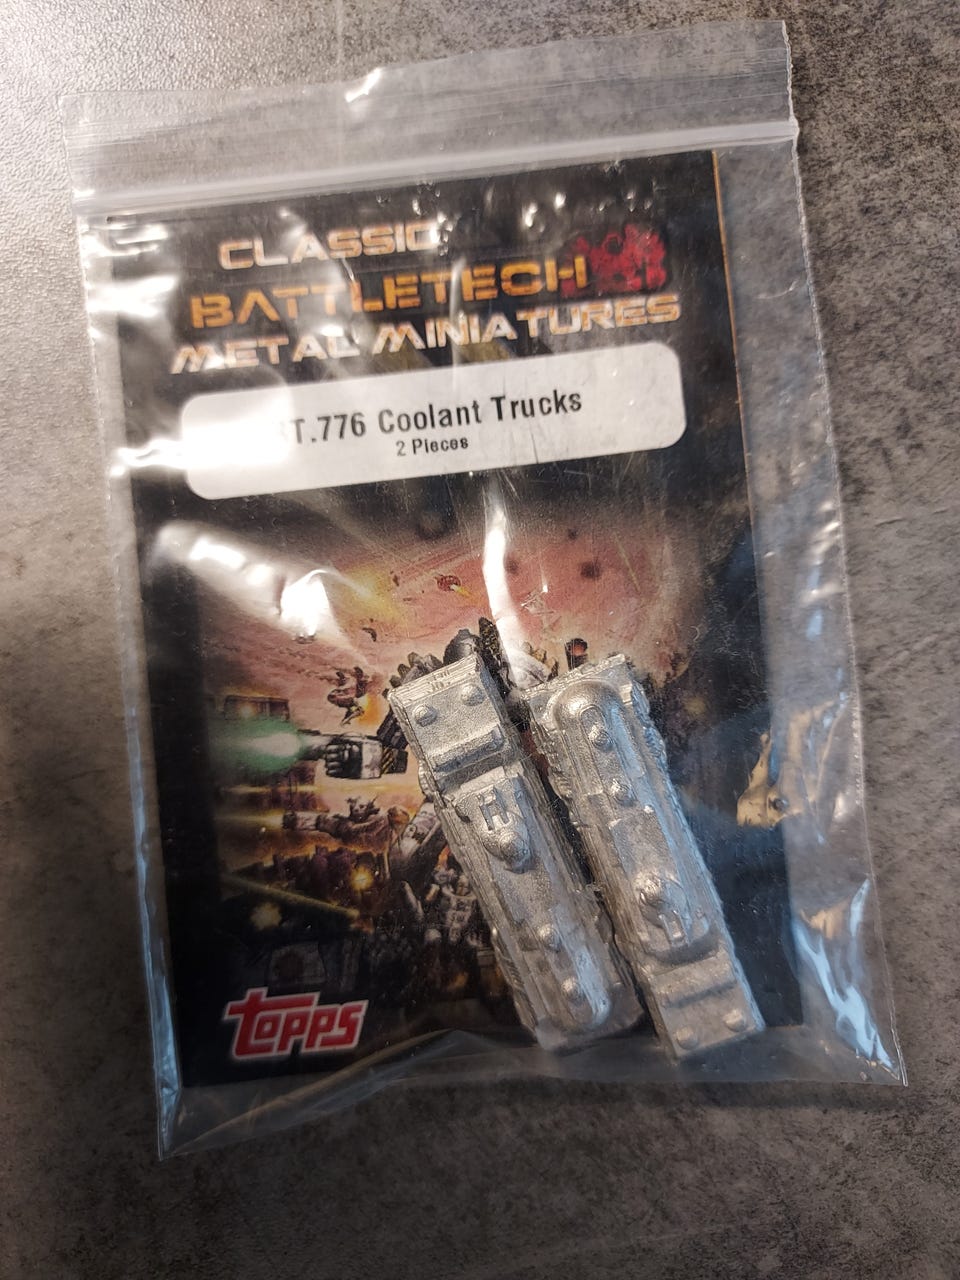 CLASSIC
BATTLETECH
METAL MINIATURES
T.776 Coolant Trucks
2 Pieces
Topps